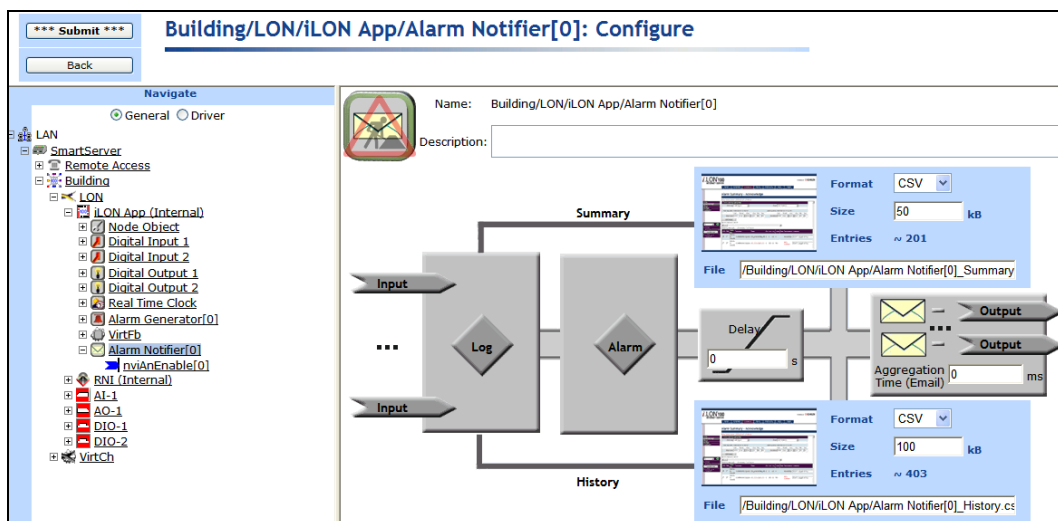 *** Submit ***
Back
Building/LON/iLON App/Alarm Notifier[0]: Configure
Navigate
General Driver
LAN
SmartServer
Remote Access
Building
LON
iLON App (Internal)
Node Object
Digital Input 1
Digital Input 2
Digital Output 1
Digital Output 2
Real Time Clock
Alarm Generator[0]
VirtFb
Alarm Notifier[0]
nviAnEnable[0]
RNI (Internal)
AI-1
AO-1
DIO-1
DIO-2
VirtCh
Name: Building/LON/iLON App/Alarm Notifier[0]
Description:
Summary
Format CSV
Size 50 kB
Entries ~ 201
File /Building/LON/iLON App/Alarm Notifier[0]_Summary
Input
Log
Alarm
Delay
0 s
Output
...
Output
Aggregation
Time (Email) 0 ms
...
Input
History
Format CSV
Size 100 kB
Entries ~ 403
File /Building/LON/iLON App/Alarm Notifier[0]_History.cs